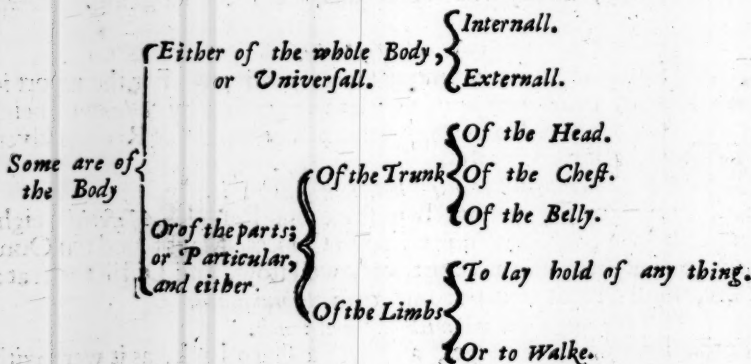 Some are of
the Body
Either of the whole Body,
or Univerſall.
Internall.
Externall.
Or of the parts;
or Particular,
and either
Of the Trunk
Of the Head.
Of the Cheſt.
Of the Belly.
Of the Limbs
To lay hold of any thing.
Or to Walke.